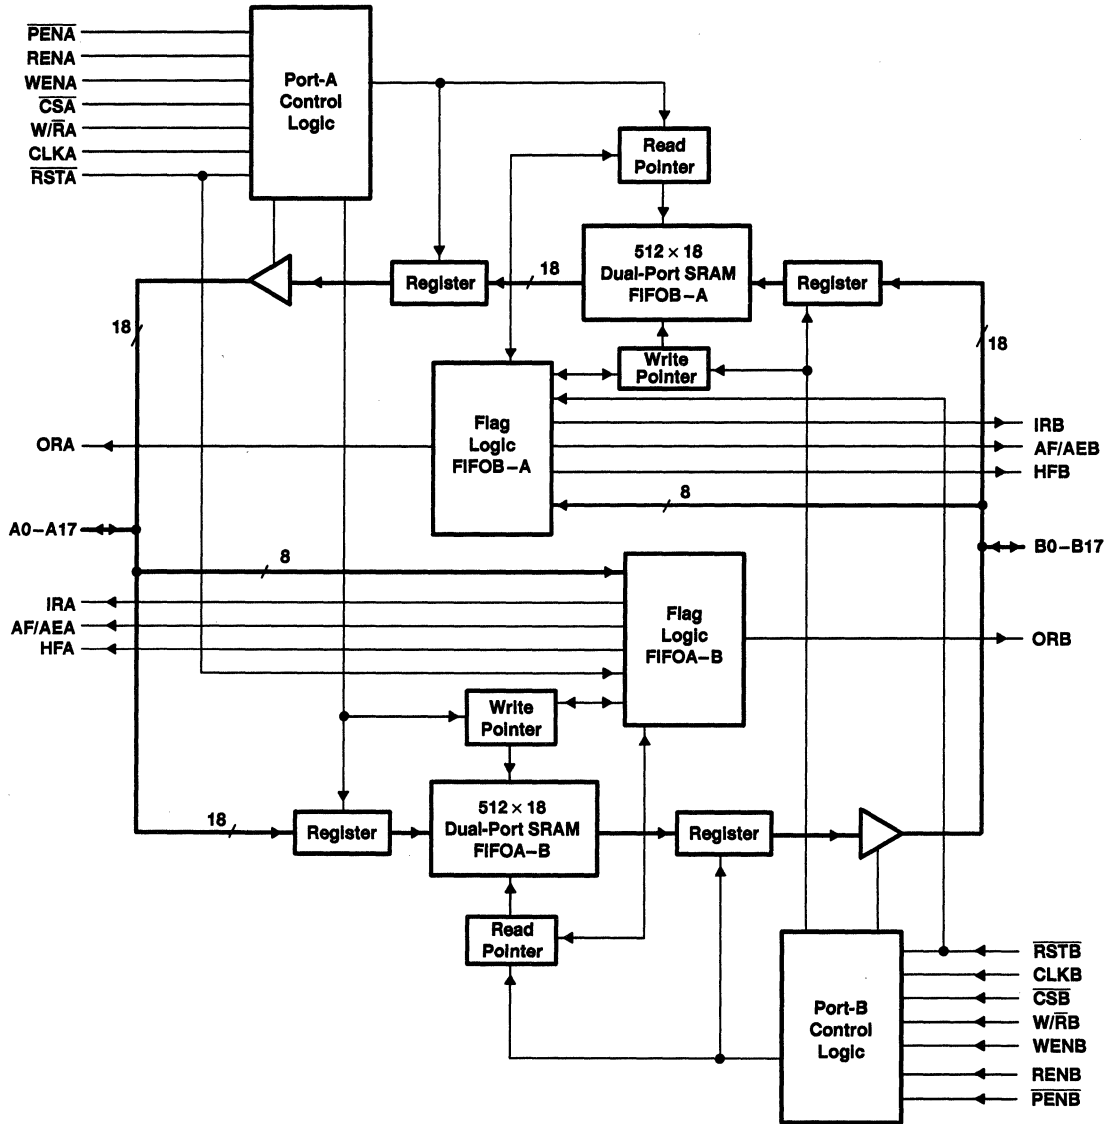 PENA
RENA
WENA
CSA
W/RA
CLKA
RSTA
Port-A
Control
Logic
Read
Pointer
512 × 18
Dual-Port SRAM
FIFOB–A
Register
18
Register
18
18
Write
Pointer
Flag
Logic
FIFOB–A
ORA
IRB
AF/AEB
HFB
8
A0–A17
B0–B17
8
IRA
AF/AEA
HFA
Flag
Logic
FIFOA–B
ORB
Write
Pointer
18
Register
512 × 18
Dual-Port SRAM
FIFOA–B
Register
Read
Pointer
Port-B
Control
Logic
RSTB
CLKB
CSB
W/RB
WENB
RENB
PENB